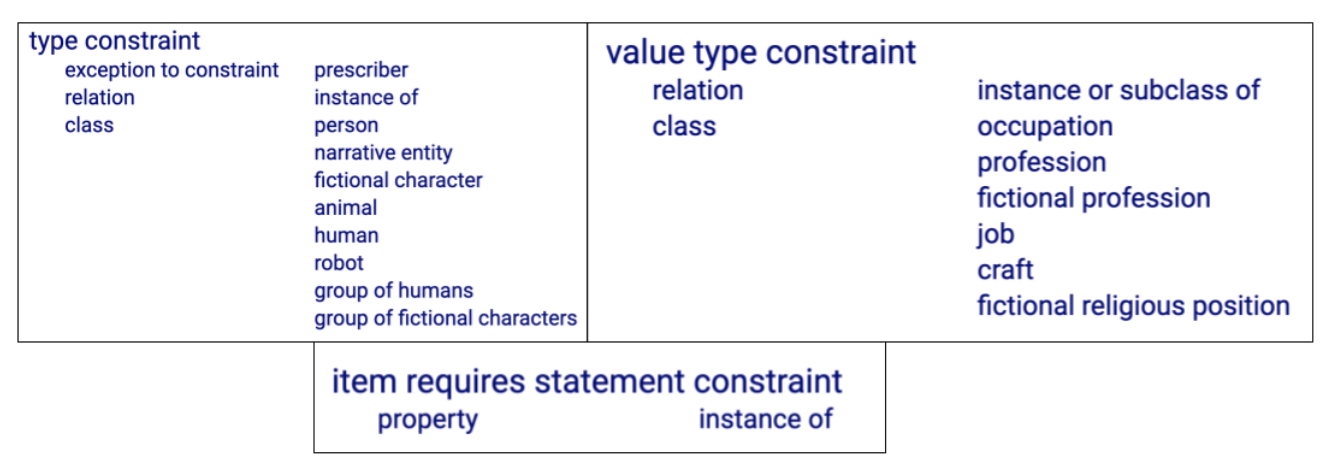 type constraint
exception to constraint prescriber
relation instance of
class person
narrative entity
fictional character
animal
human
robot
group of humans
group of fictional characters
value type constraint
relation instance or subclass of
class occupation
profession
fictional profession
job
craft
fictional religious position
item requires statement constraint
property instance of